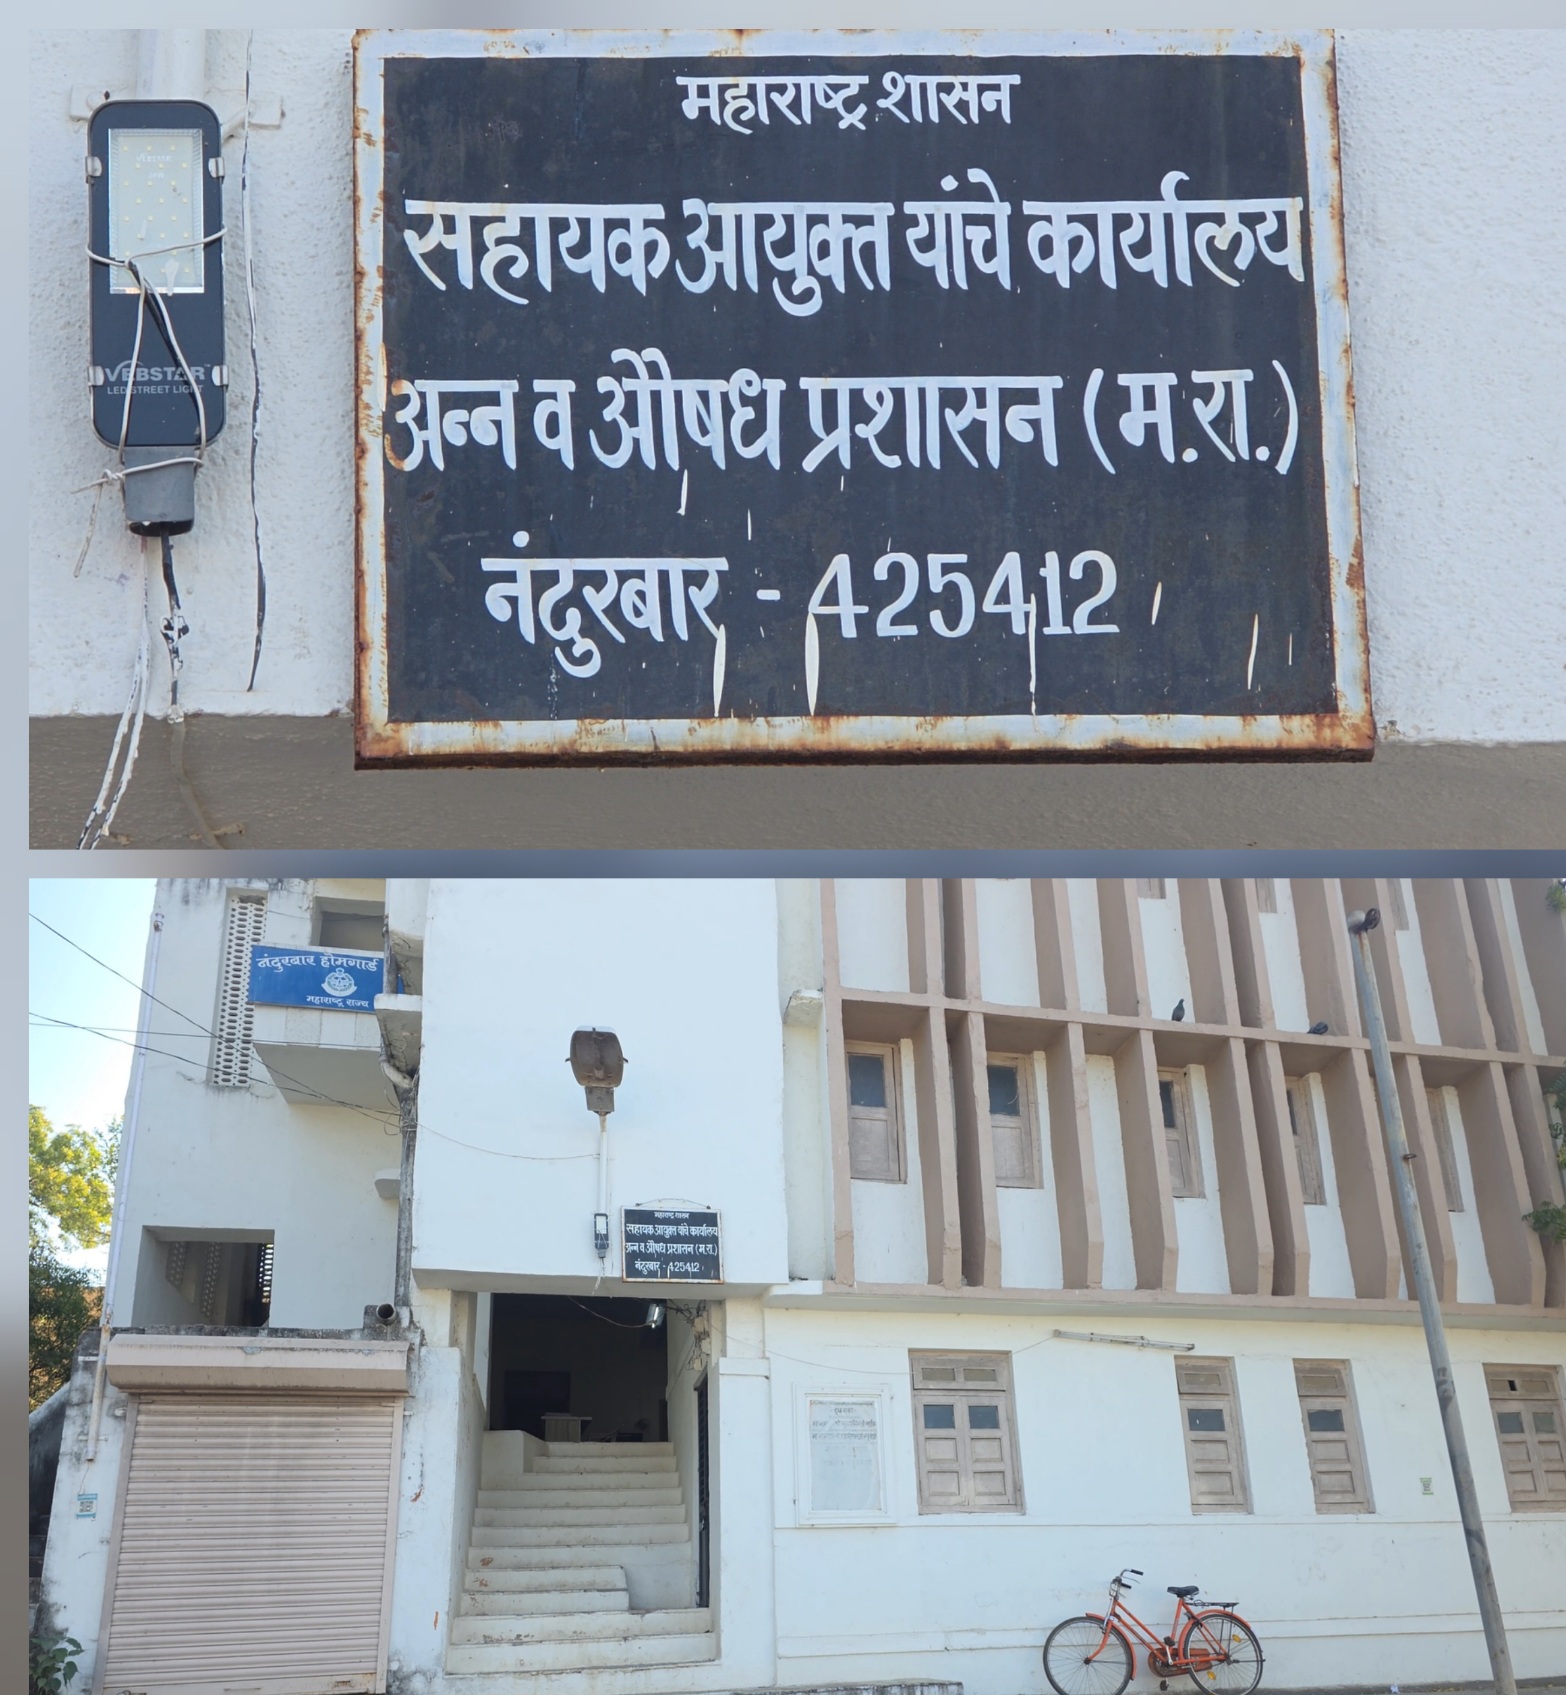 महाराष्ट्र शासन
सहायक आयुक्त यांचे कार्यालय
अन्न व औषध प्रशासन (म.रा.)
नंदुरबार - 425412
VEBSTAR
LED STREET LIGHT
नंदुरबार होमगार्ड
महाराष्ट्र राज्य
महाराष्ट्र शासन
सहायक आयुक्त यांचे कार्यालय
अन्न व औषध प्रशासन (म.रा.)
नंदुरबार - 425412